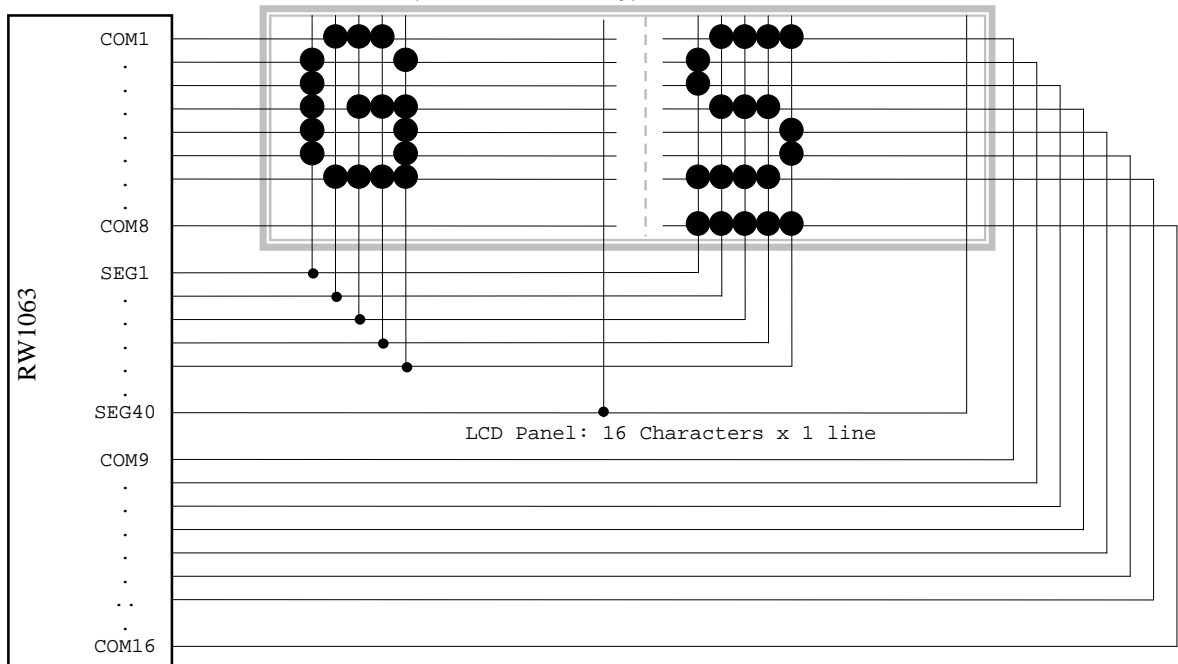 COM1
.
.
.
.
.
.
COM8
SEG1
.
.
.
.
.
SEG40
RW1063
LCD Panel: 16 Characters x 1 line
COM9
.
.
.
.
.
.
. .
.
COM16